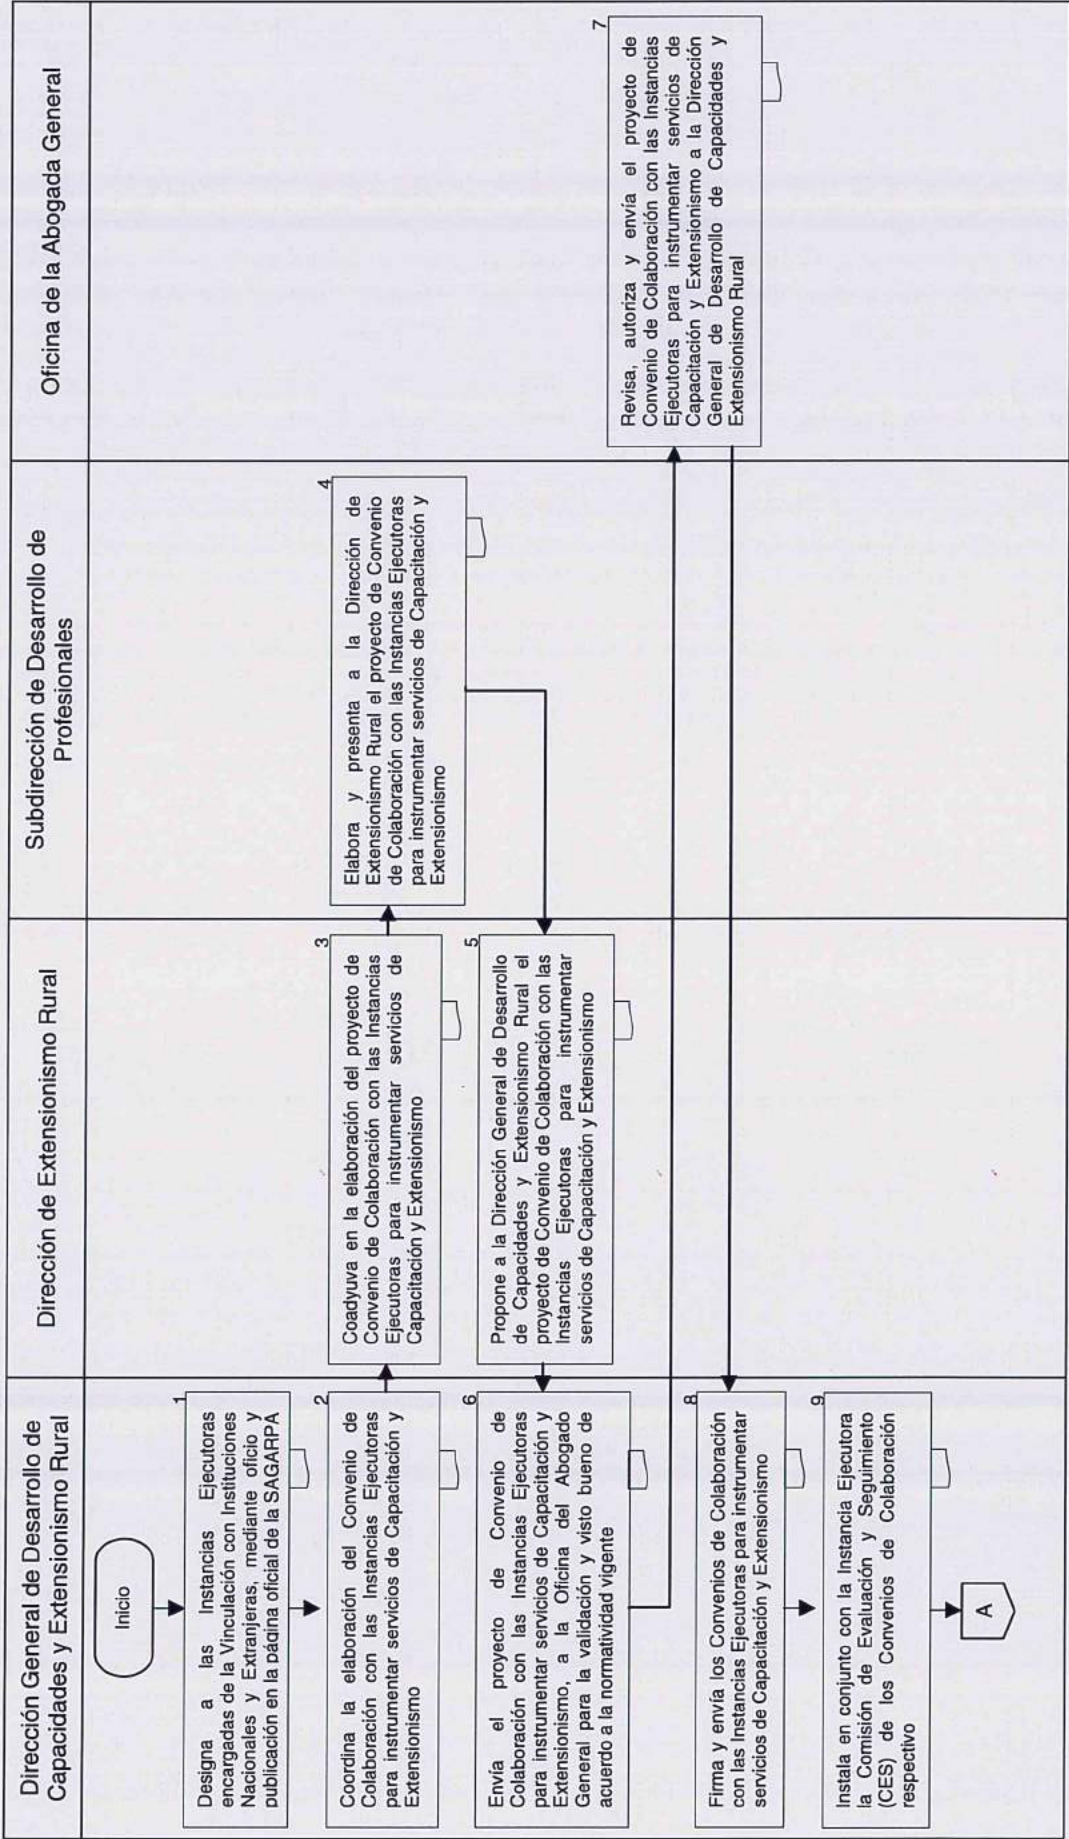 Dirección General de Desarrollo de
Capacidades y Extensionismo Rural
Dirección de Extensionismo Rural
Subdirección de Desarrollo de
Profesionales
Oficina de la Abogada General
Inicio
1
Designa a las Instancias Ejecutoras
encargadas de la Vinculación con Instituciones
Nacionales y Extranjeras, mediante oficio y
publicación en la página oficial de la SAGARPA
2
Coordina la elaboración del Convenio de
Colaboración con las Instancias Ejecutoras
para instrumentar servicios de Capacitación y
Extensionismo
3
Coadyuva en la elaboración del proyecto de
Convenio de Colaboración con las Instancias
Ejecutoras para instrumentar servicios de
Capacitación y Extensionismo
4
Elabora y presenta a la Dirección de
Extensionismo Rural el proyecto de Convenio
de Colaboración con las Instancias Ejecutoras
para instrumentar servicios de Capacitación y
Extensionismo
5
Propone a la Dirección General de Desarrollo
de Capacidades y Extensionismo Rural el
proyecto de Convenio de Colaboración con las
Instancias Ejecutoras para instrumentar
servicios de Capacitación y Extensionismo
6
Envía el proyecto de Convenio de
Colaboración con las Instancias Ejecutoras
para instrumentar servicios de Capacitación y
Extensionismo, a la Oficina del Abogado
General para la validación y visto bueno de
acuerdo a la normatividad vigente
7
Revisa, autoriza y envía el proyecto de
Convenio de Colaboración con las Instancias
Ejecutoras para instrumentar servicios de
Capacitación y Extensionismo a la Dirección
General de Desarrollo de Capacidades y
Extensionismo Rural
8
Firma y envía los Convenios de Colaboración
con las Instancias Ejecutoras para instrumentar
servicios de Capacitación y Extensionismo
9
Instala en conjunto con la Instancia Ejecutora
la Comisión de Evaluación y Seguimiento
(CES) de los Convenios de Colaboración
respectivo
A